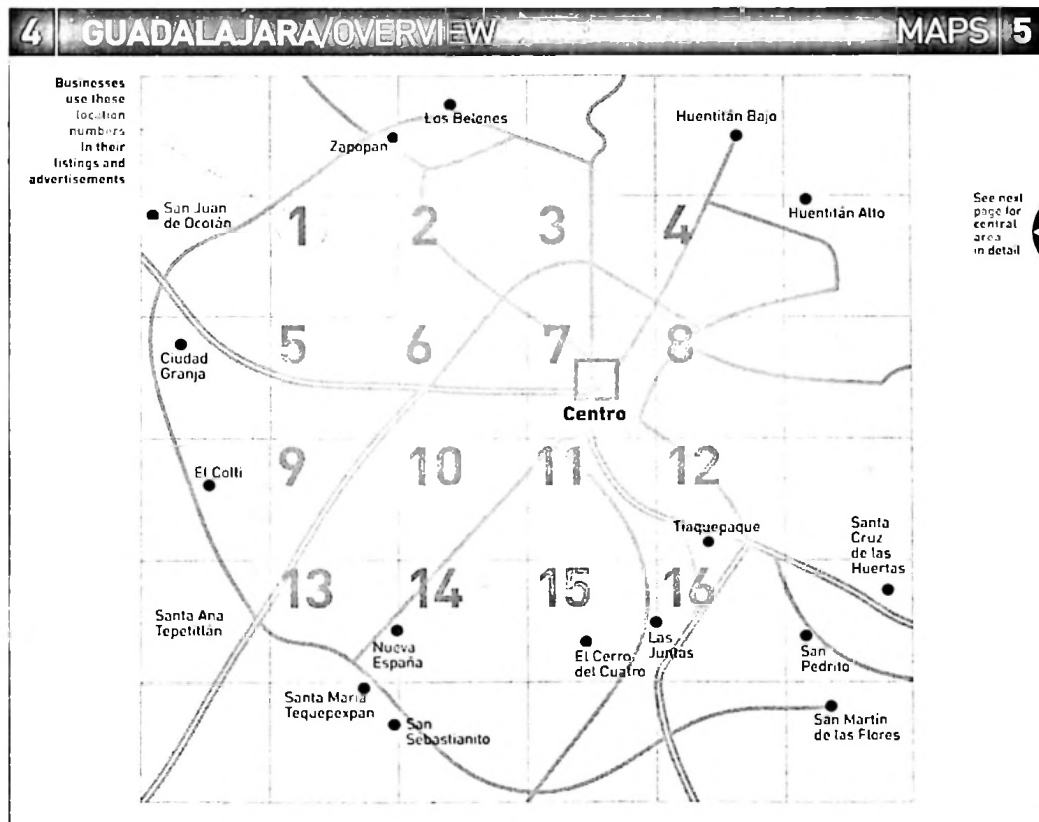 4 GUADALAJARA/OVERVIEW MAPS 5
Businesses
use these
location
numbers
In their
listings and
advertisements
Los Belenes
Huentitán Bajo
Zapopan
San Juan
de Ocotán
1
2
3
4
Huentitán Alto
See next
page for
central
area
in detail
Ciudad
Granja
5
6
7
8
Centro
El Colli
9
10
11
12
Tlaquepaque
Santa
Cruz
de las
Huertas
Santa Ana
Tepetitlán
13
14
15
16
Nueva
España
El Cerro
del Cuatro
Las
Juntas
San
Pedrito
Santa María
Tequepexpan
San
Sebastianito
San Martín
de las Flores